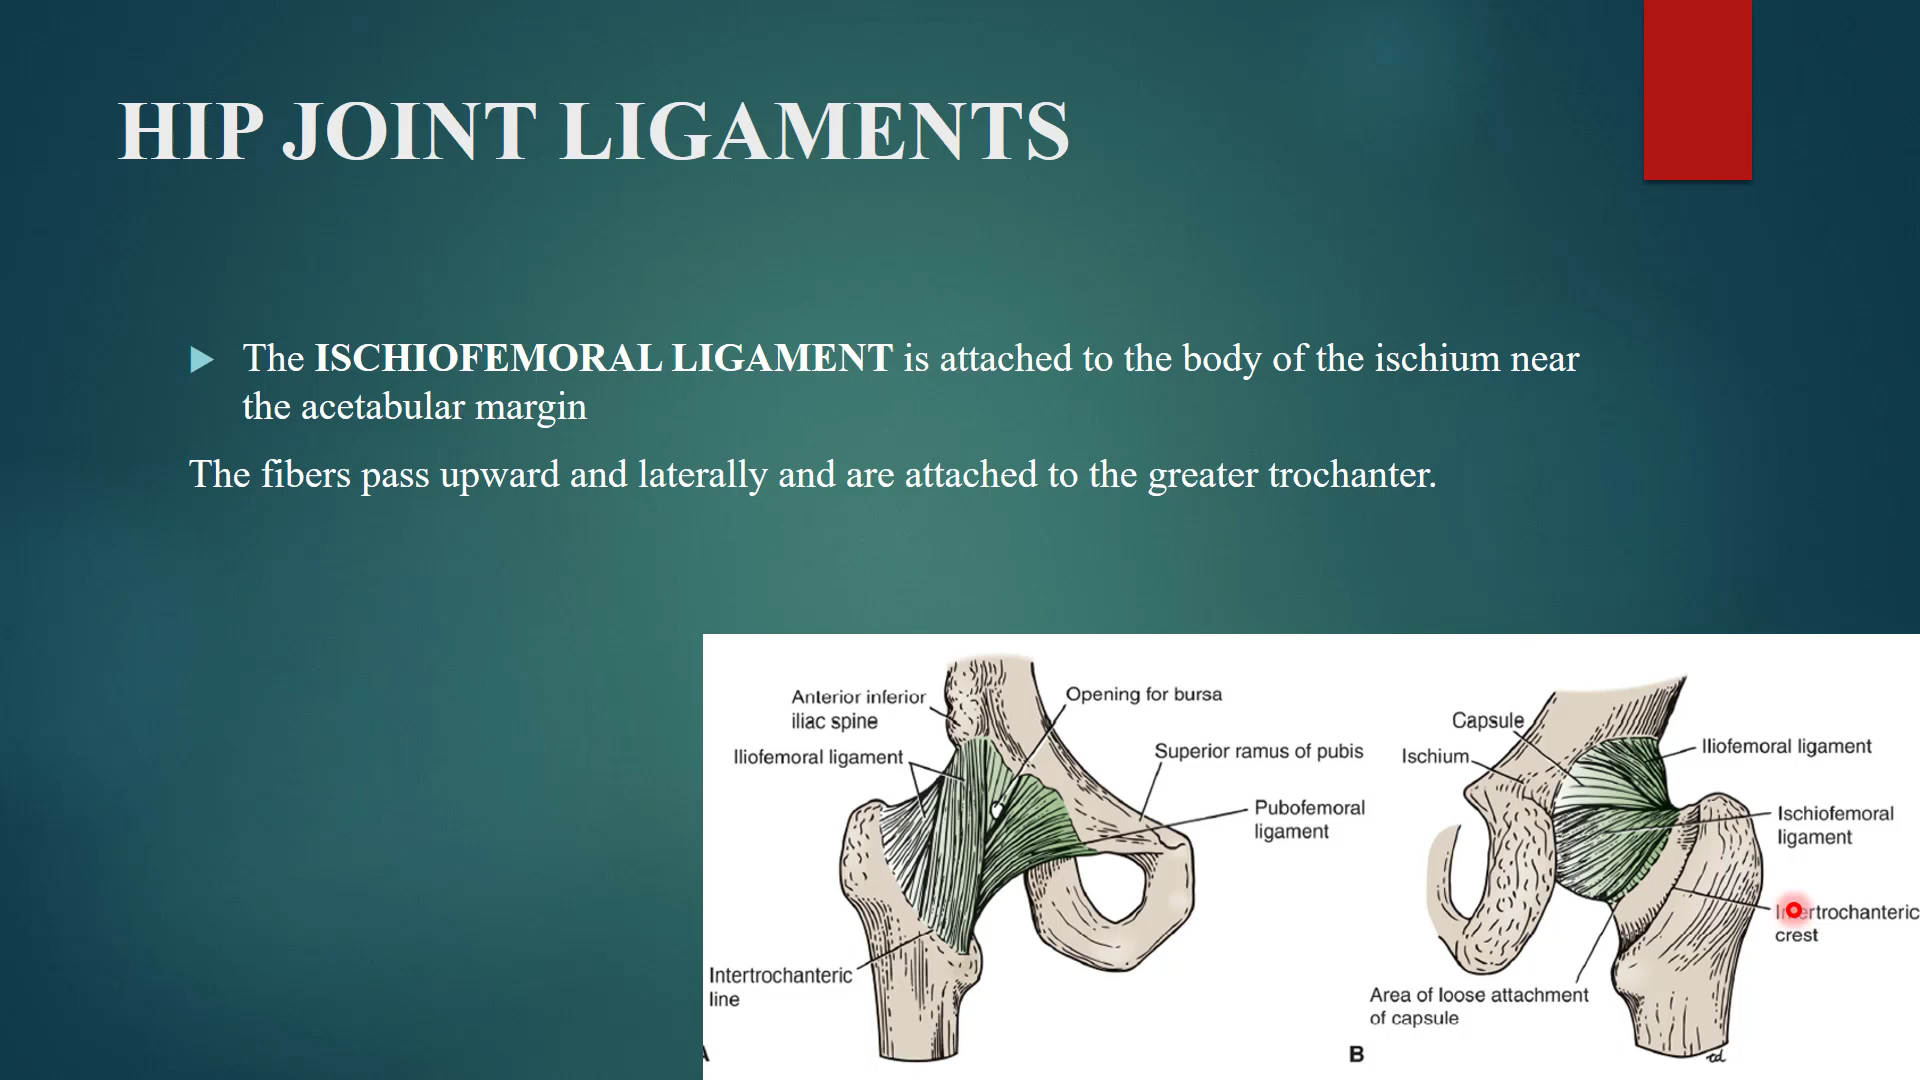 HIP JOINT LIGAMENTS
The ISCHIOFEMORAL LIGAMENT is attached to the body of the ischium near
the acetabular margin
The fibers pass upward and laterally and are attached to the greater trochanter.
Anterior inferior
iliac spine
Iliofemoral ligament
Opening for bursa
Superior ramus of pubis
Pubofemoral
ligament
Intertrochanteric
line
A
Capsule
Ischium
Iliofemoral ligament
Ischiofemoral
ligament
Intertrochanteric
crest
Area of loose attachment
of capsule
B